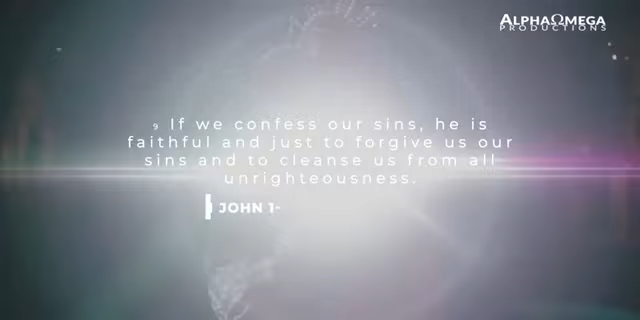 ALPHAΩMEGA
PRODUCTIONS
9 If we confess our sins, he is
faithful and just to forgive us our
sins and to cleanse us from all
unrighteousness.
JOHN 1-